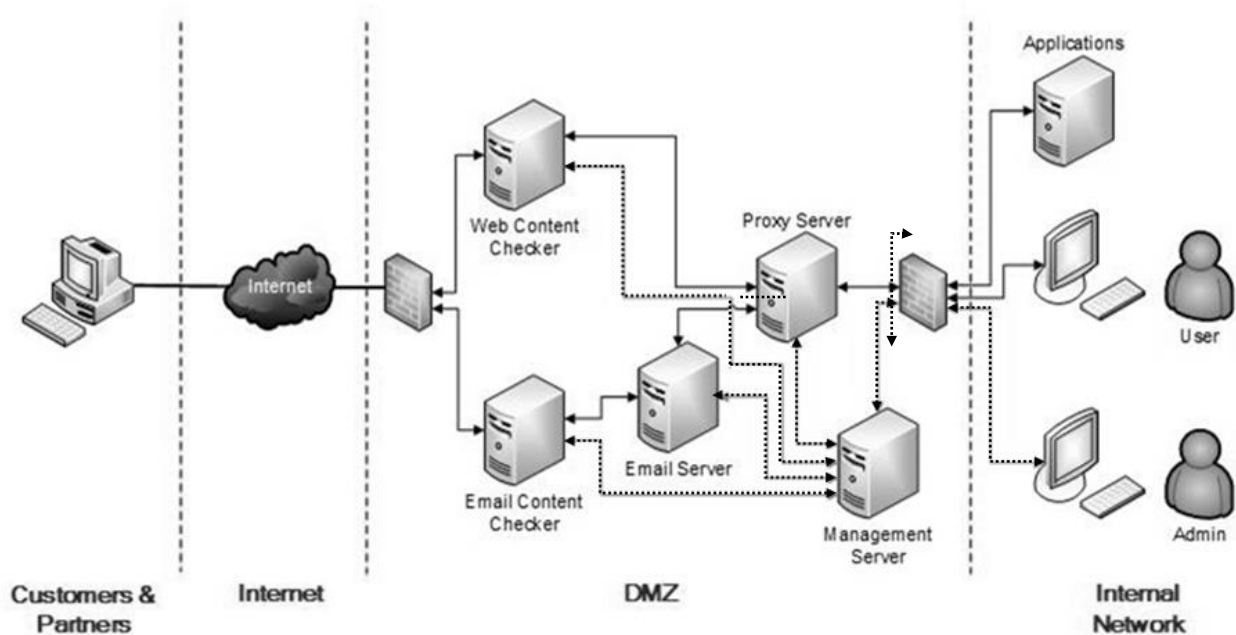 Applications
Web Content
Checker
Proxy Server
Internet
User
Email Server
Email Content
Checker
Management
Server
Admin
Customers &
Partners
Internet
DMZ
Internal
Network